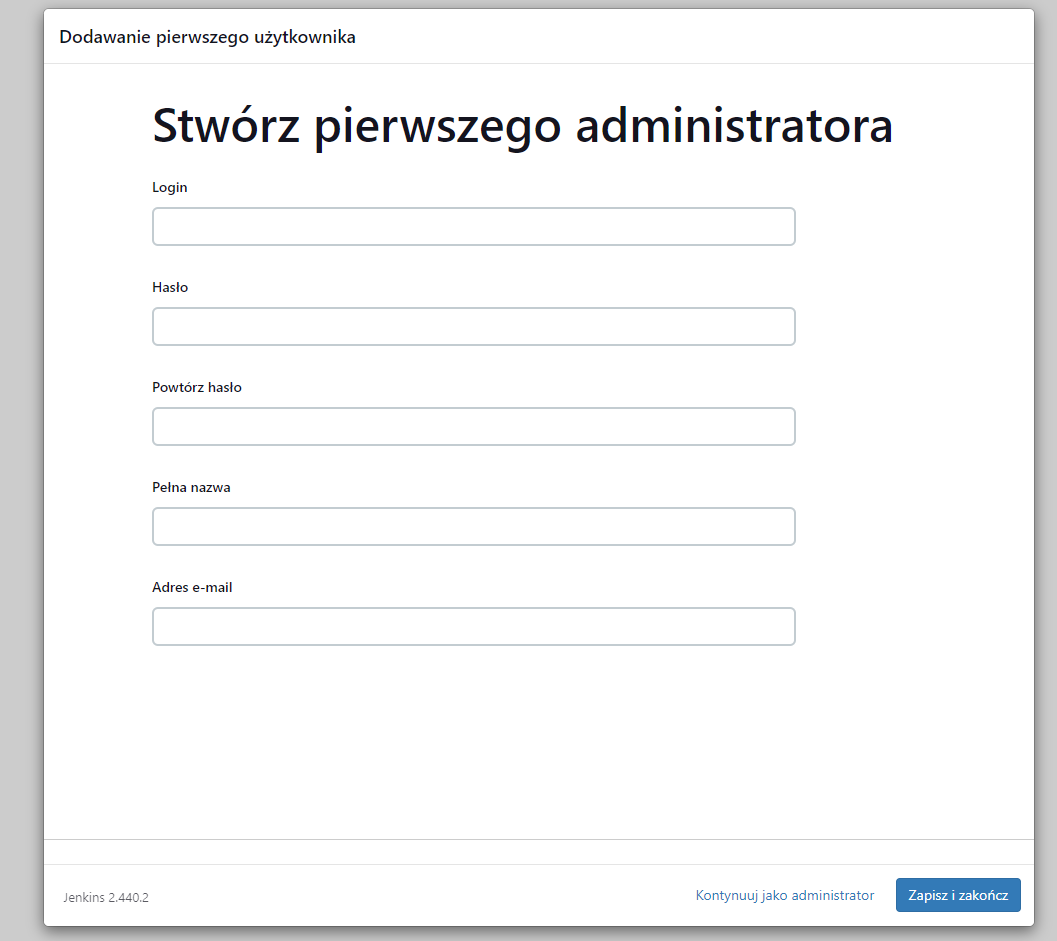 Dodawanie pierwszego użytkownika
Stwórz pierwszego administratora
Login
Hasło
Powtórz hasło
Pełna nazwa
Adres e-mail
Jenkins 2.440.2
Kontynuuj jako administrator
Zapisz i zakończ